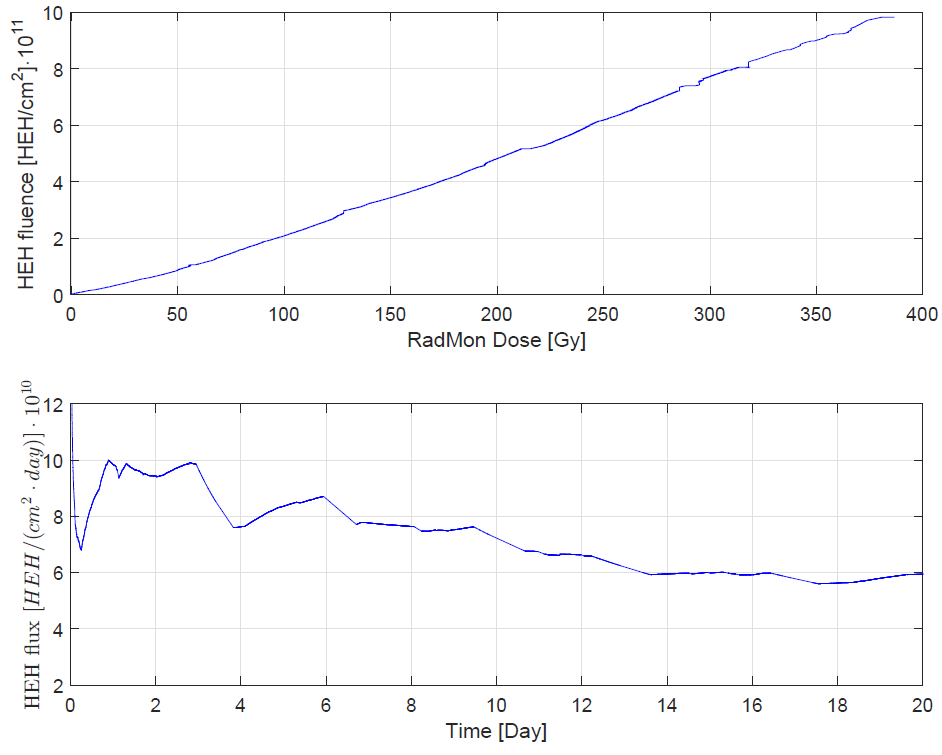 HEH fluence [HEH/cm²]·10¹¹
10
8
6
4
2
0
0 50 100 150 200 250 300 350 400
RadMon Dose [Gy]
HEH flux [HEH/(cm² · day)] · 10¹⁰
12
10
8
6
4
2
0 2 4 6 8 10 12 14 16 18 20
Time [Day]